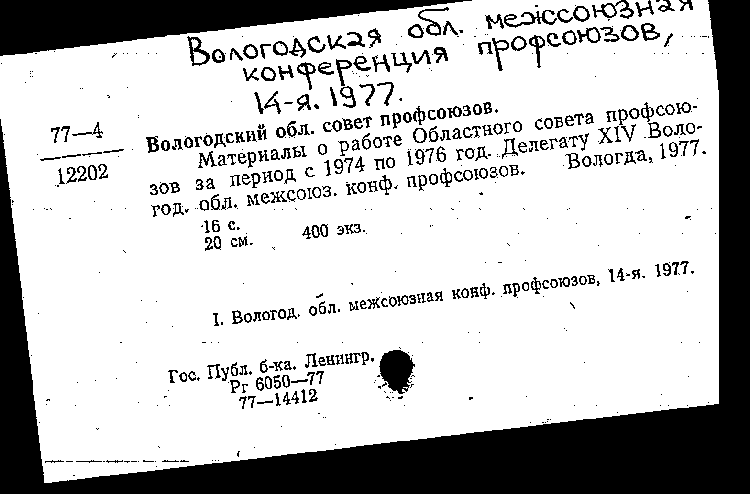 Вологодская обл. межсоюзная
конференция профсоюзов,
14-я. 1977.
77—4
12202
Вологодский обл. совет профсоюзов.
Материалы о работе Областного совета профсою-
зов за период с 1974 по 1976 год. Делегату XIV Воло-
год. обл. межсоюз. конф. профсоюзов. Вологда, 1977.
16 с.
20 см. 400 экз.
I. Вологод. обл. межсоюзная конф. профсоюзов, 14-я. 1977.
Гос. Публ. б-ка. Ленингр.
Рг 6050—77
77—14412